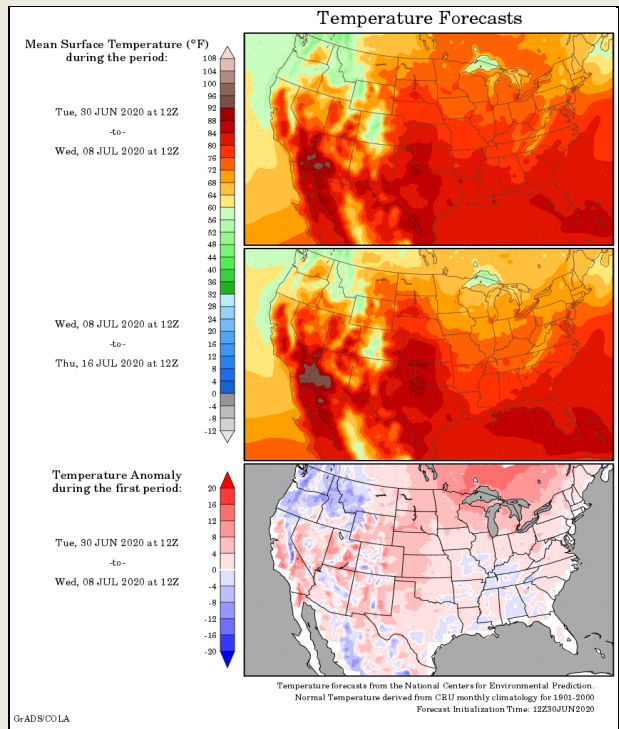 Temperature Forecasts
Mean Surface Temperature (°F)
during the period:
Tue, 30 JUN 2020 at 12Z
-to-
Wed, 08 JUL 2020 at 12Z
108
104
100
96
92
88
84
80
76
72
68
64
60
56
52
48
44
40
36
32
28
24
20
16
12
8
4
0
-4
-8
-12
Wed, 08 JUL 2020 at 12Z
-to-
Thu, 16 JUL 2020 at 12Z
Temperature Anomaly
during the first period:
Tue, 30 JUN 2020 at 12Z
-to-
Wed, 08 JUL 2020 at 12Z
20
16
12
8
4
0
-4
-8
-12
-16
-20
Temperature forecasts from the National Centers for Environmental Prediction.
Normal Temperature derived from CRU monthly climatology for 1901-2000
Forecast Initialization Time: 12Z30JUN2020
GrADS/COLA